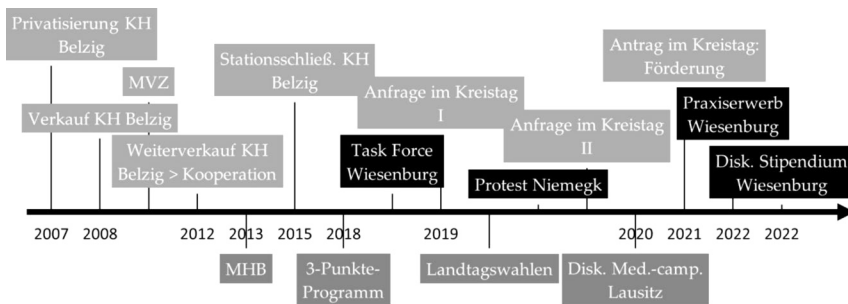 Privatisierung KH
Belzig
MVZ
Verkauf KH Belzig
Weiterverkauf KH
Belzig > Kooperation
Stationsschließ. KH
Belzig
Anfrage im Kreistag
I
Task Force
Wiesenburg
Anfrage im Kreistag
II
Protest Niemegk
Antrag im Kreistag:
Förderung
Praxiserwerb
Wiesenburg
Disk. Stipendium
Wiesenburg
2007 2008 2012 2013 2015 2018 2019 2020 2021 2022 2022
MHB
3-Punkte-
Programm
Landtagswahlen
Disk. Med.-camp.
Lausitz